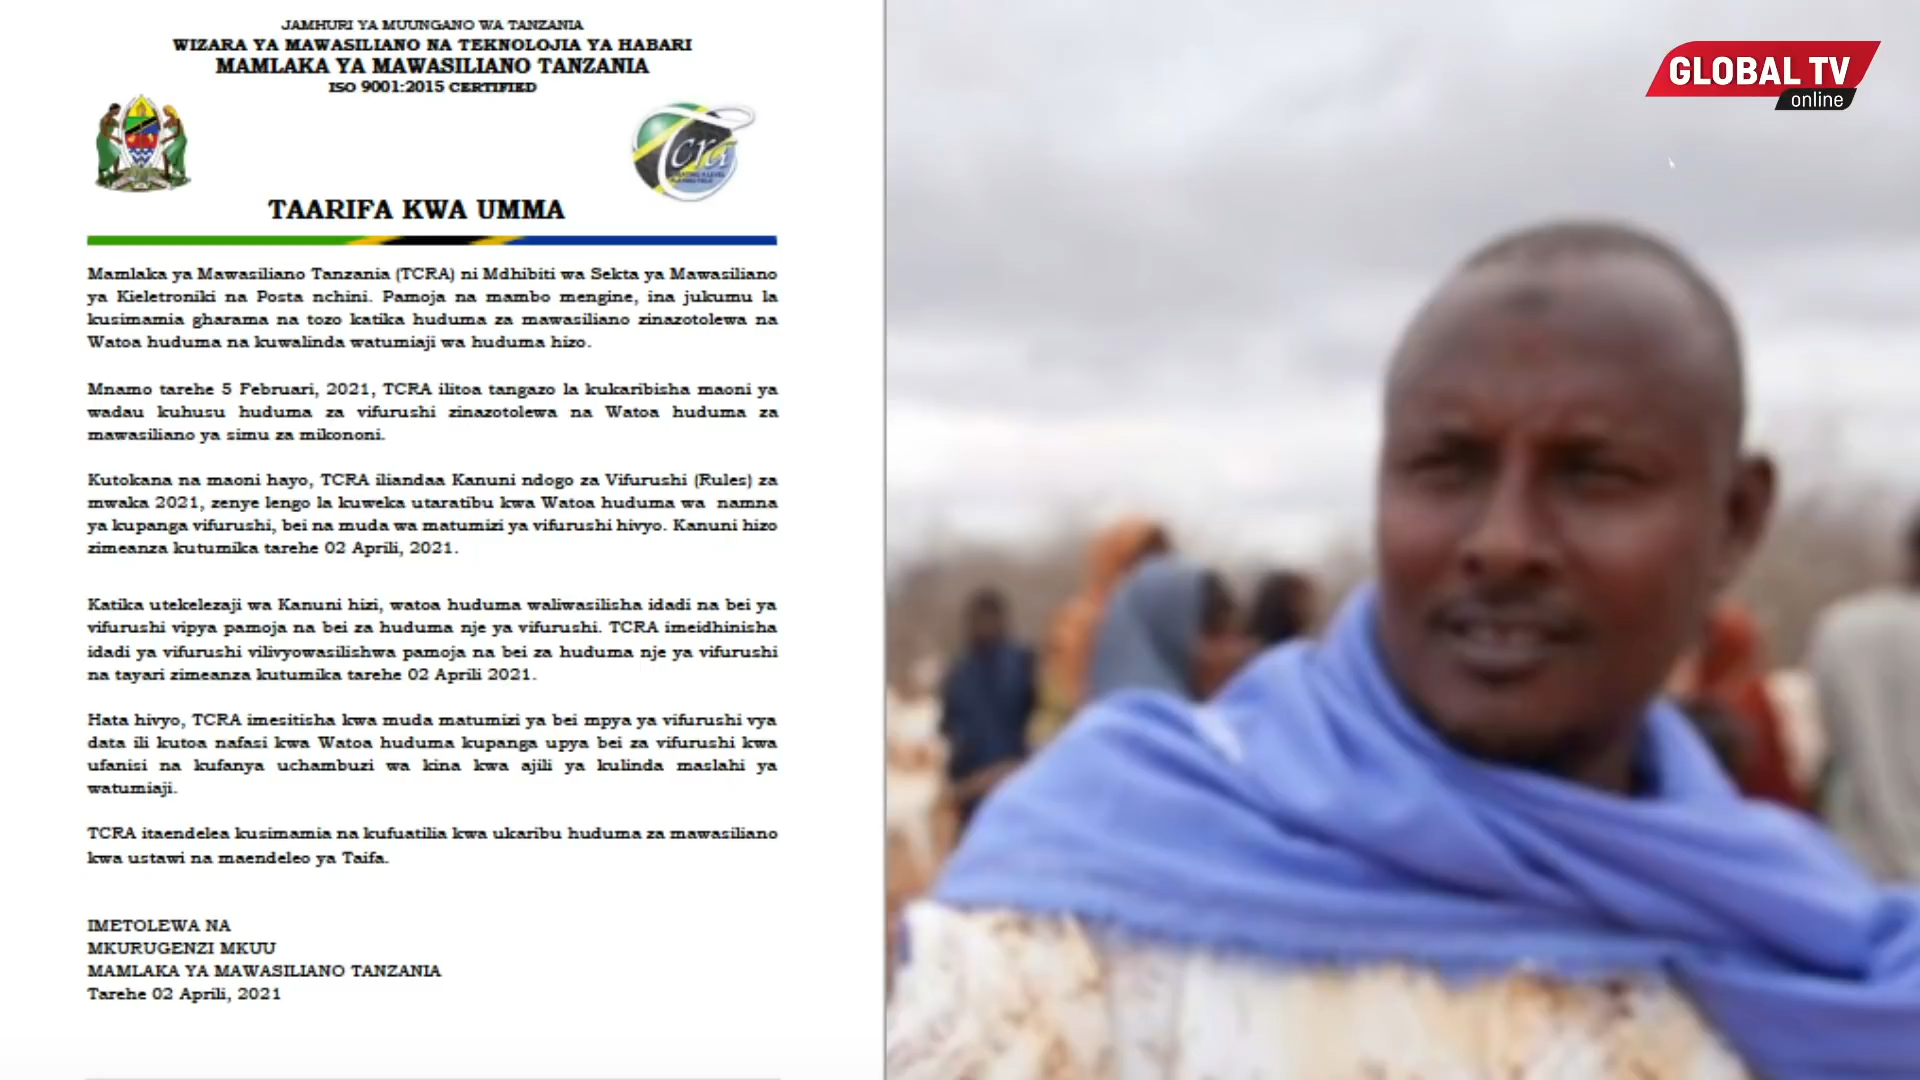 JAMHURI YA MUUNGANO WA TANZANIA
WIZARA YA MAWASILIANO NA TEKNOLOJIA YA HABARI
MAMLAKA YA MAWASILIANO TANZANIA
ISO 9001:2015 CERTIFIED
tcra
TAARIFA KWA UMMA
Mamlaka ya Mawasiliano Tanzania (TCRA) ni Mdhibiti wa Sekta ya Mawasiliano
ya Kieletroniki na Posta nchini. Pamoja na mambo mengine, ina jukumu la
kusimamia gharama na tozo katika huduma za mawasiliano zinazotolewa na
Watoa huduma na kuwalinda watumiaji wa huduma hizo.
Mnamo tarehe 5 Februari, 2021, TCRA ilitoa tangazo la kukaribisha maoni ya
wadau kuhusu huduma za vifurushi zinazotolewa na Watoa huduma za
mawasiliano ya simu za mikononi.
Kutokana na maoni hayo, TCRA iliandaa Kanuni ndogo za Vifurushi (Rules) za
mwaka 2021, zenye lengo la kuweka utaratibu kwa Watoa huduma wa namna
ya kupanga vifurushi, bei na muda wa matumizi ya vifurushi hivyo. Kanuni hizo
zimeanza kutumika tarehe 02 Aprili, 2021.
Katika utekelezaji wa Kanuni hizi, watoa huduma waliwasilisha idadi na bei ya
vifurushi vipya pamoja na bei za huduma nje ya vifurushi. TCRA imeidhinisha
idadi ya vifurushi vilivyowasilishwa pamoja na bei za huduma nje ya vifurushi
na tayari zimeanza kutumika tarehe 02 Aprili 2021.
Hata hivyo, TCRA imesitisha kwa muda matumizi ya bei mpya ya vifurushi vya
data ili kutoa nafasi kwa Watoa huduma kupanga upya bei za vifurushi kwa
ufanisi na kufanya uchambuzi wa kina kwa ajili ya kulinda maslahi ya
watumiaji.
TCRA itaendelea kusimamia na kufuatilia kwa ukaribu huduma za mawasiliano
kwa ustawi na maendeleo ya Taifa.
IMETOLEWA NA
MKURUGENZI MKUU
MAMLAKA YA MAWASILIANO TANZANIA
Tarehe 02 Aprili, 2021
GLOBAL TV
online